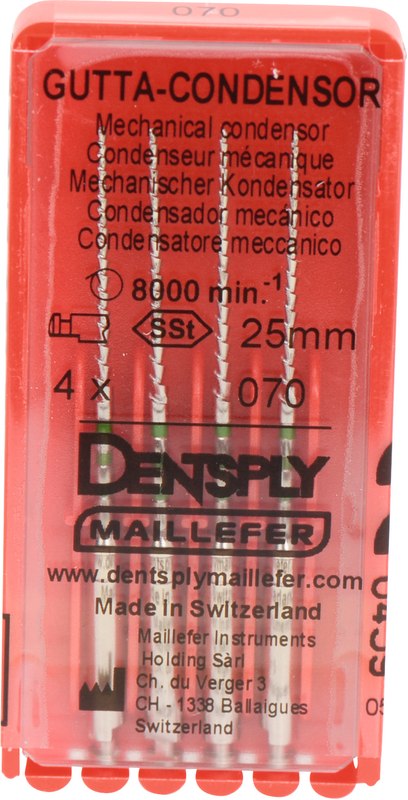 070
GUTTA-CONDENSOR
Mechanical condensor
Condenseur mécanique
Mechanischer Kondensator
Condensador mecánico
Condensatore meccanico
8000 min.-1
SSt 25mm
4 x 070
DENTSPLY
MAILLEFER
www.dentsplymaillefer.com
Made in Switzerland
Maillefer Instruments
Holding Sàrl
Ch. du Verger 3
CH - 1338 Ballaigues
Switzerland